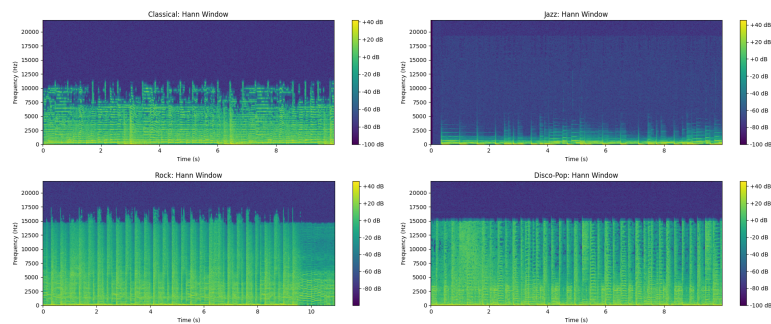 Classical: Hann Window
Frequency (Hz)
20000
17500
15000
12500
10000
7500
5000
2500
0
0 2 4 6 8
Time (s)
+40 dB
+20 dB
+0 dB
-20 dB
-40 dB
-60 dB
-80 dB
-100 dB
Jazz: Hann Window
Frequency (Hz)
20000
17500
15000
12500
10000
7500
5000
2500
0
0 2 4 6 8
Time (s)
+40 dB
+20 dB
+0 dB
-20 dB
-40 dB
-60 dB
-80 dB
-100 dB
Rock: Hann Window
Frequency (Hz)
20000
17500
15000
12500
10000
7500
5000
2500
0
0 2 4 6 8 10
Time (s)
+40 dB
+20 dB
+0 dB
-20 dB
-40 dB
-60 dB
-80 dB
Disco-Pop: Hann Window
Frequency (Hz)
20000
17500
15000
12500
10000
7500
5000
2500
0
0 2 4 6 8
Time (s)
+40 dB
+20 dB
+0 dB
-20 dB
-40 dB
-60 dB
-80 dB
-100 dB